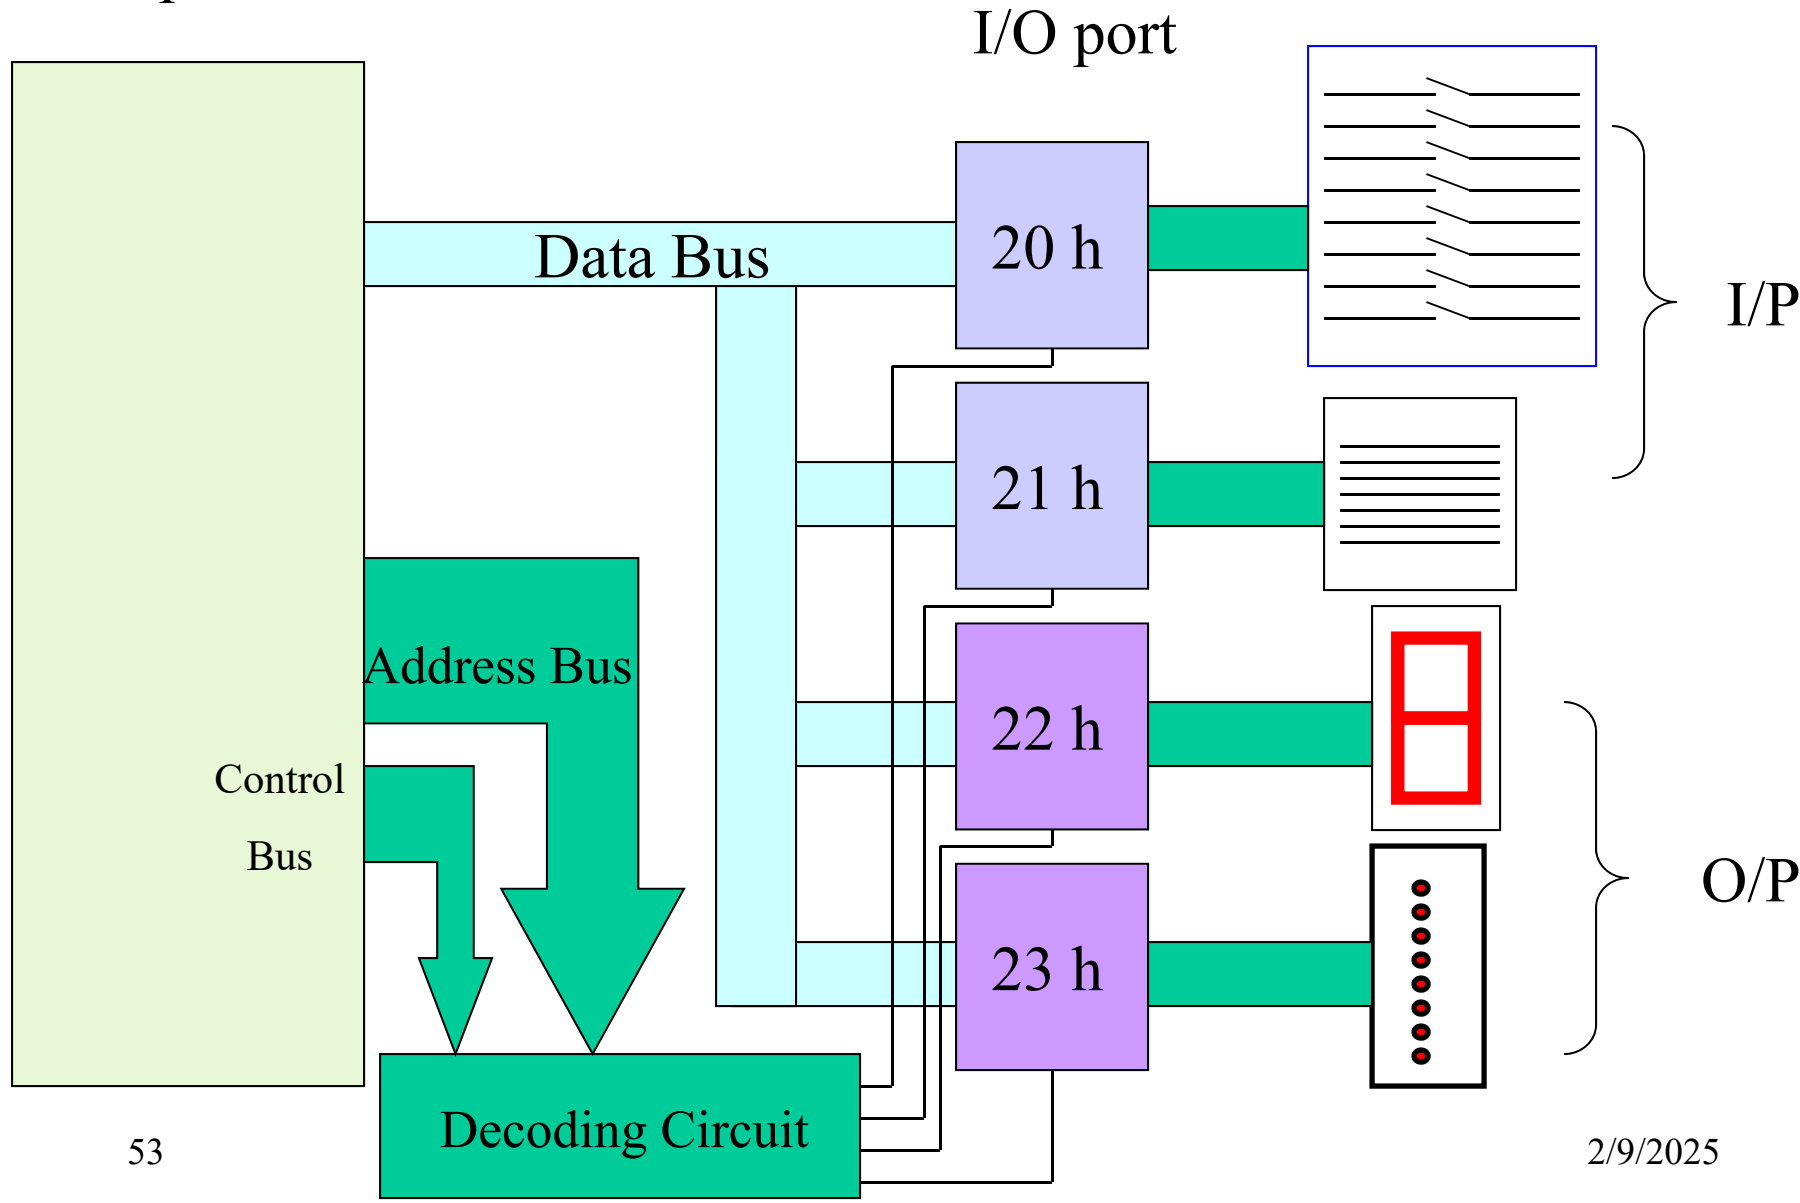 I/O port
20 h
Data Bus
I/P
21 h
Address Bus
22 h
Control
Bus
O/P
23 h
Decoding Circuit
53
2/9/2025